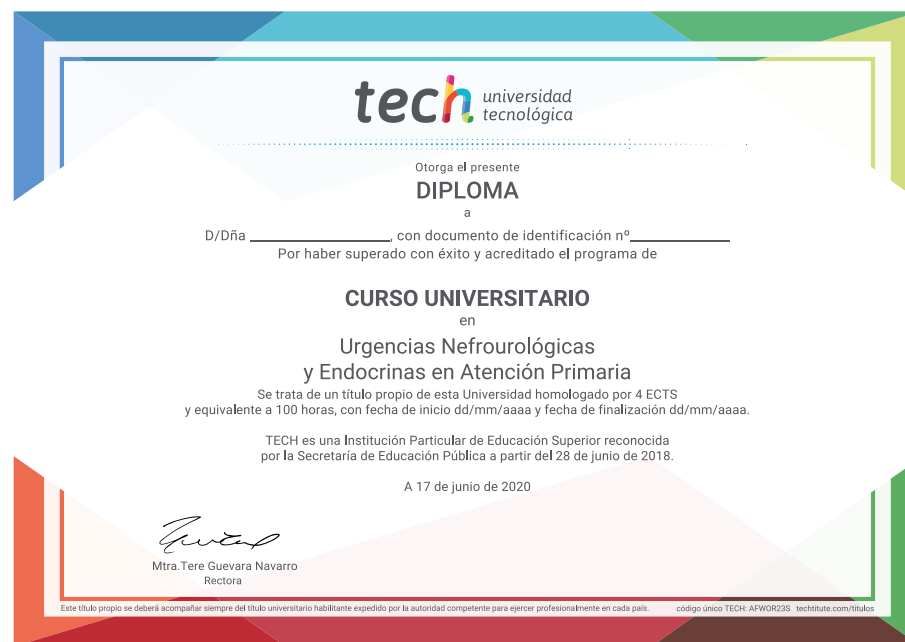 tech universidad
tecnológica
Otorga el presente
DIPLOMA
a
D/Dña ____________________, con documento de identificación nº______________
Por haber superado con éxito y acreditado el programa de
CURSO UNIVERSITARIO
en
Urgencias Nefrourológicas
y Endocrinas en Atención Primaria
Se trata de un título propio de esta Universidad homologado por 4 ECTS
y equivalente a 100 horas, con fecha de inicio dd/mm/aaaa y fecha de finalización dd/mm/aaaa.
TECH es una Institución Particular de Educación Superior reconocida
por la Secretaría de Educación Pública a partir del 28 de junio de 2018.
A 17 de junio de 2020
Mtra.Tere Guevara Navarro
Rectora
Este título propio se deberá acompañar siempre del título universitario habilitante expedido por la autoridad competente para ejercer profesionalmente en cada país. código único TECH: AFWOR23S techtitute.com/titulos